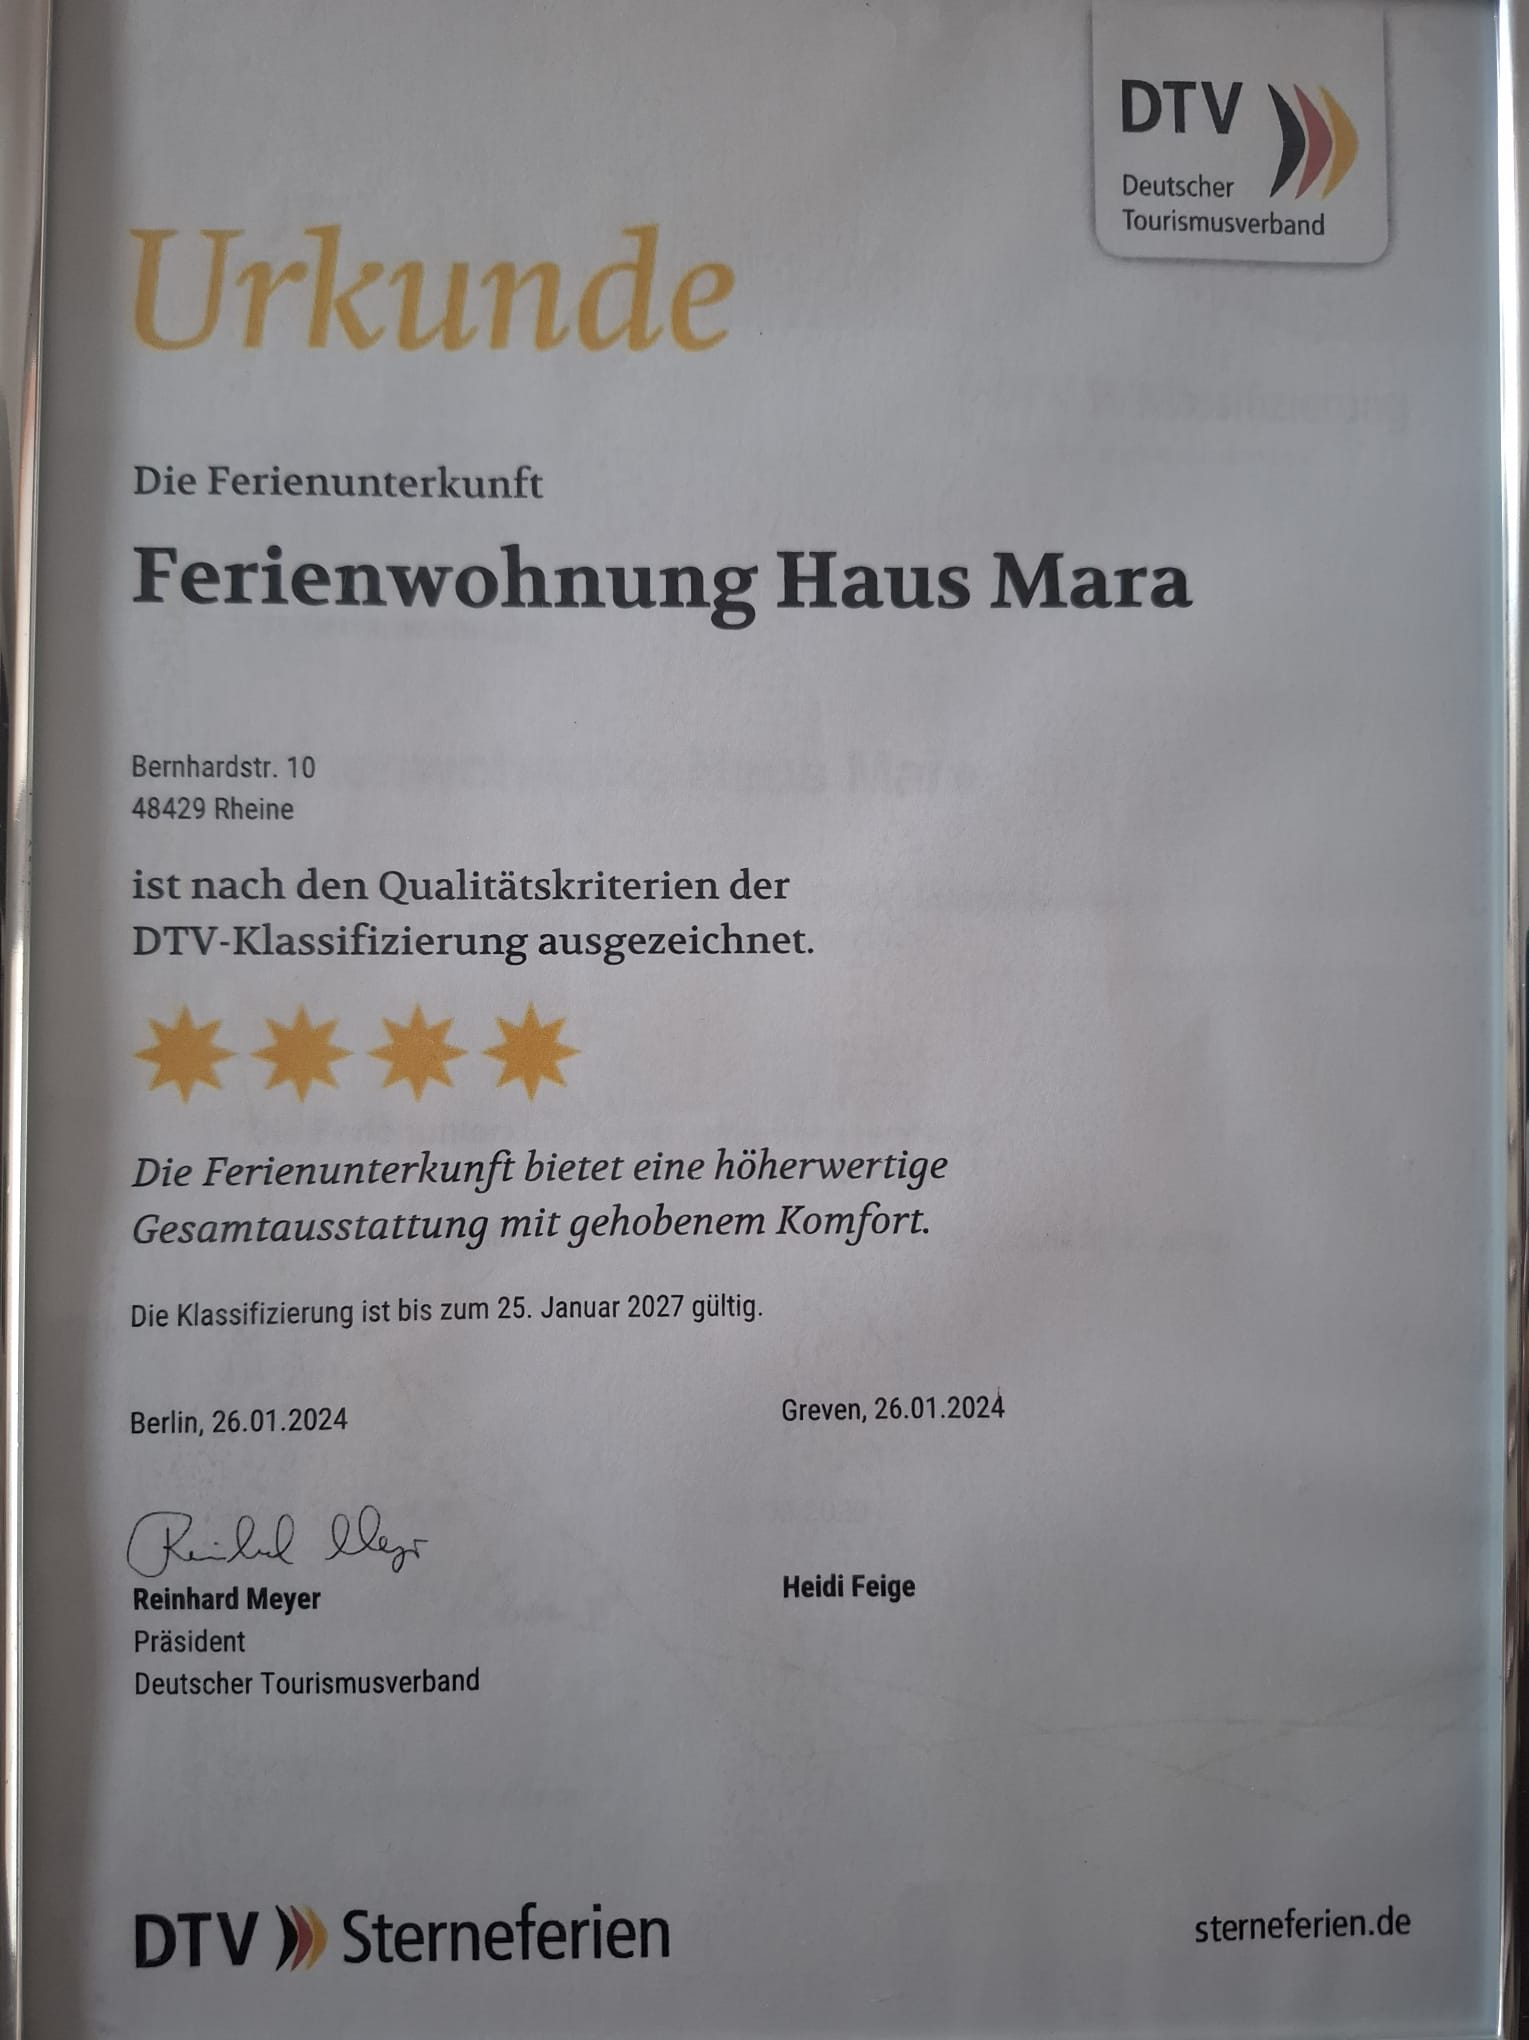 DTV
Deutscher
Tourismusverband
Urkunde
Die Ferienunterkunft
Ferienwohnung Haus Mara
Bernhardstr. 10
48429 Rheine
ist nach den Qualitätskriterien der
DTV-Klassifizierung ausgezeichnet.
Die Ferienunterkunft bietet eine höherwertige
Gesamtausstattung mit gehobenem Komfort.
Die Klassifizierung ist bis zum 25. Januar 2027 gültig.
Berlin, 26.01.2024
Greven, 26.01.2024
Reinhard Meyer
Reinhard Meyer
Präsident
Deutscher Tourismusverband
Heidi Feige
DTV Sterneferien
sterneferien.de